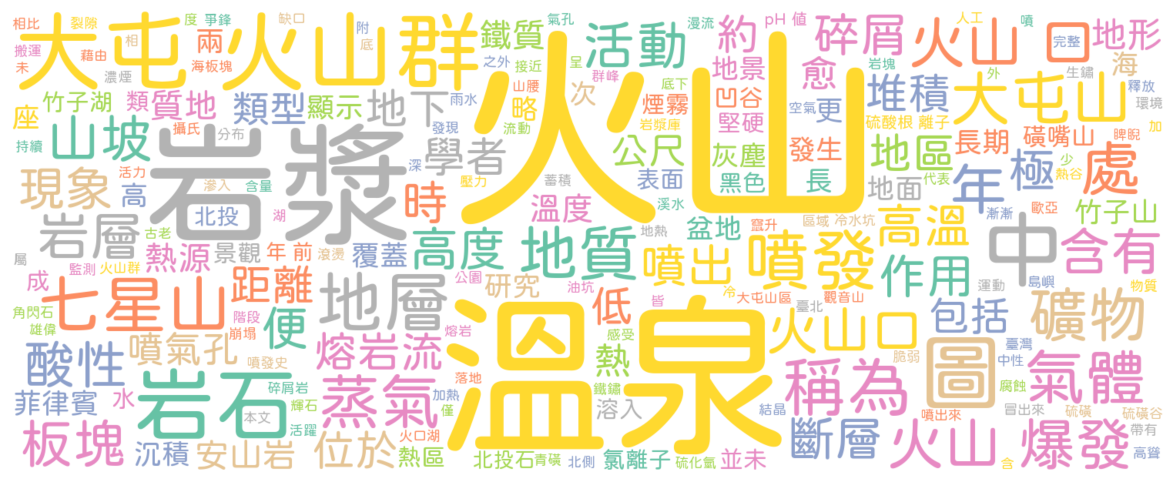 大屯火山群
火山
溫泉
岩漿
相比
裂隙
度
爭鋒
缺口
附
氣孔
漫流
pH 值
人工
噴
搬運
未
藉由
相
海板塊
兩
底
之外
接近
呈
鐵質
活動
約
碎屑
火山口
完整
地形
濃煙
群峰
地景
岩塊
海
生鏽
座
竹子湖
類
質地
類型
顯示
地下
雨水
山腰
略
次
底下
煙霧
凹谷
空氣
愈
更
堆積
外
大屯山
釋放
環境
加
持續
山坡
攝氏
分布
發現
流動
岩漿庫
堅硬
硫酸根
離子
學者
公尺
灰塵
發生
地區
長期
磺嘴山
睥睨
現象
活力
高
滲入
含量
深
壓力
蓄積
表面
黑色
長
地面
代表
年
極
少
熱谷
處
北投
時
溫度
溪水
盆地
竄升
區域
冷水坑
高溫
漸漸
歐亞
竹子山
岩層
古老
湖
熱源
景觀
年 前
浪燙
覆蓋
高度
地質
地熱
噴出
噴發
作用
中
含有
屬
成
監測
火山群
七星山
距離
地層
公園
研究
油坑
低
皆
冷
大屯山區
觀音山
運動
島嶼
物質
角閃石
雄偉
階段
崩塌
便
熔岩
感受
臺北
火山口
包括
礦物
酸性
噴氣孔
噴發史
熔岩流
熱
脆弱
圖
臺灣
中性
氣體
菲律賓
水
岩石
碎屑岩
輝石
本文
活躍
蒸氣
落地
加熱
僅
鐵鏽
溶入
結晶
稱為
噴出來
腐蝕
冒出來
硫磺
硫磺谷
帶有
板塊
沉積
安山岩
位於
火口湖
熱區
北投石
青磺
北側
氯離子
硫化氫
並未
斷層
火山
含
爆發
高聳